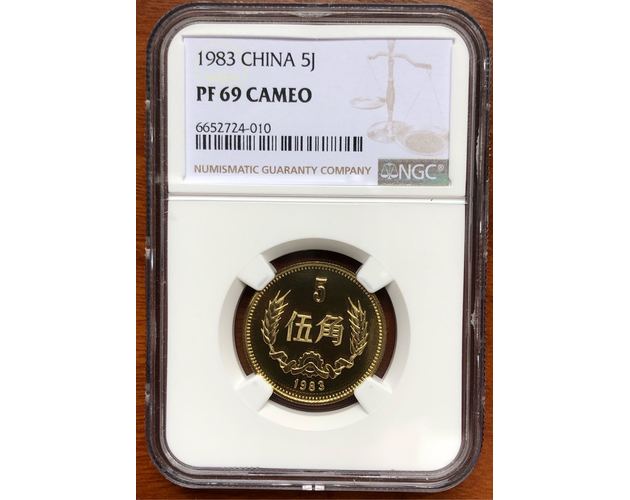 1983 CHINA 5J
PF 69 CAMEO
6652724-010
NUMISMATIC GUARANTY COMPANY NGC®
5
伍角
1983